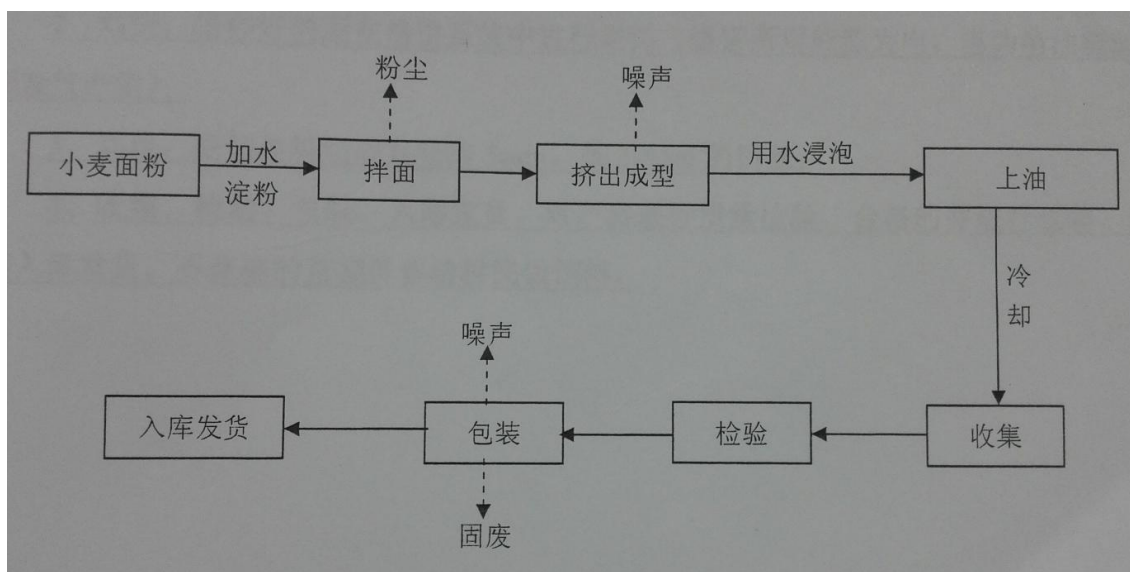 粉尘
噪声
小麦面粉
加水
淀粉
拌面
挤出成型
用水浸泡
上油
冷
却
噪声
入库发货
包装
检验
收集
固废